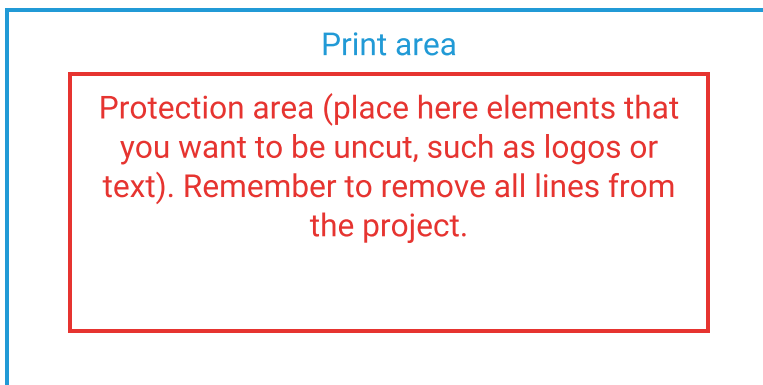 Print area
Protection area (place here elements that
you want to be uncut, such as logos or
text). Remember to remove all lines from
the project.